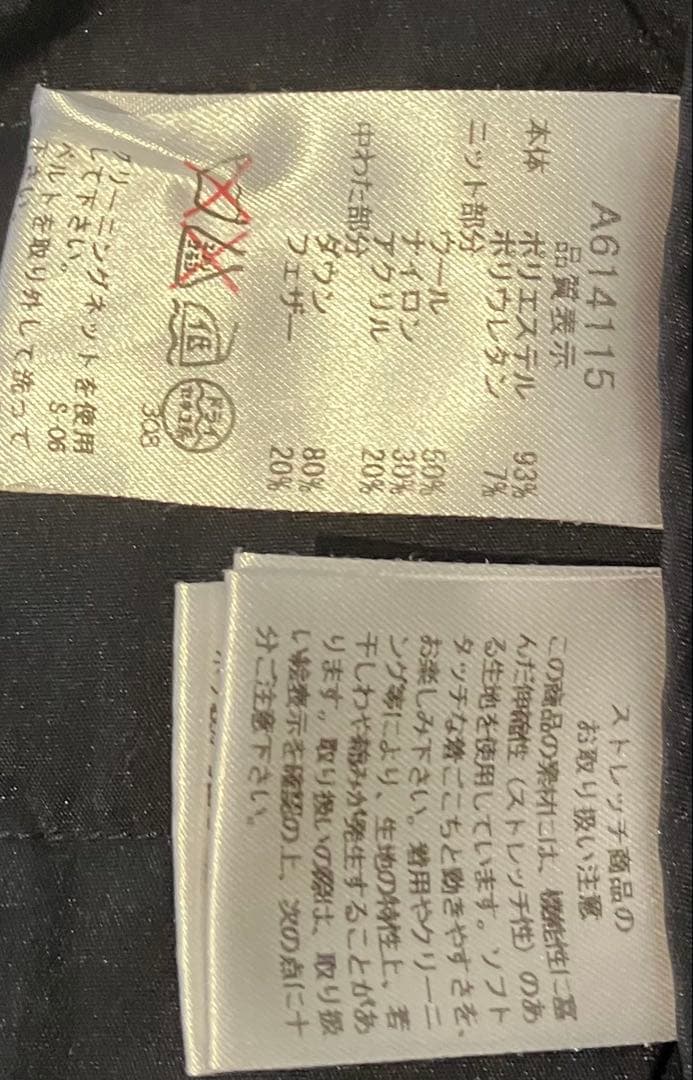 A614115
品質表示
本体
ポリエステル 93%
ポリウレタン 7%
ニット部分
ウール 50%
ナイロン 30%
アクリル 20%
中わた部分
ダウン 80%
フェザー 20%
低
ドライ
セキユ系
303
クリーニングネットを使用
して下さい。 S-06
ベルトを取り外して洗って
下さい
ストレッチ商品の
お取り扱い注意
この商品の素材には、機能性に富
んだ伸縮性（ストレッチ性）のあ
る生地を使用しています。ソフト
タッチな着ごこちと動きやすさを、
お楽しみ下さい。着用やクリーニ
ング等により、生地の特性上、若
干しわや縮みが発生することがあ
ります。取り扱いの際は、取り扱
い絵表示を確認の上、次の点に十
分ご注意下さい。